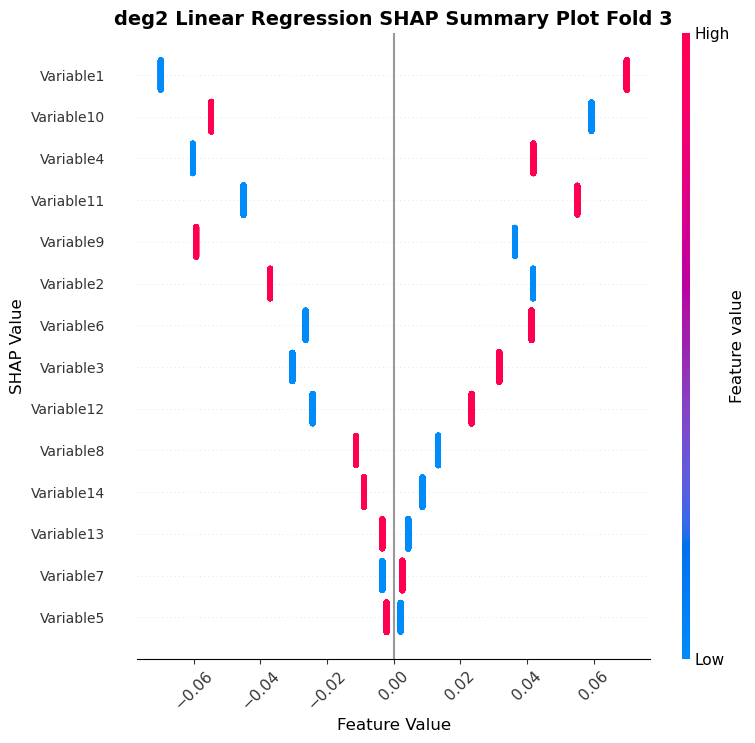 deg2 Linear Regression SHAP Summary Plot Fold 3
High
Variable1
Variable10
Variable4
Variable11
Variable9
Variable2
Variable6
Variable3
Variable12
Variable8
Variable14
Variable13
Variable7
Variable5
SHAP Value
Feature value
Low
−0.06 −0.04 −0.02 0.00 0.02 0.04 0.06
Feature Value